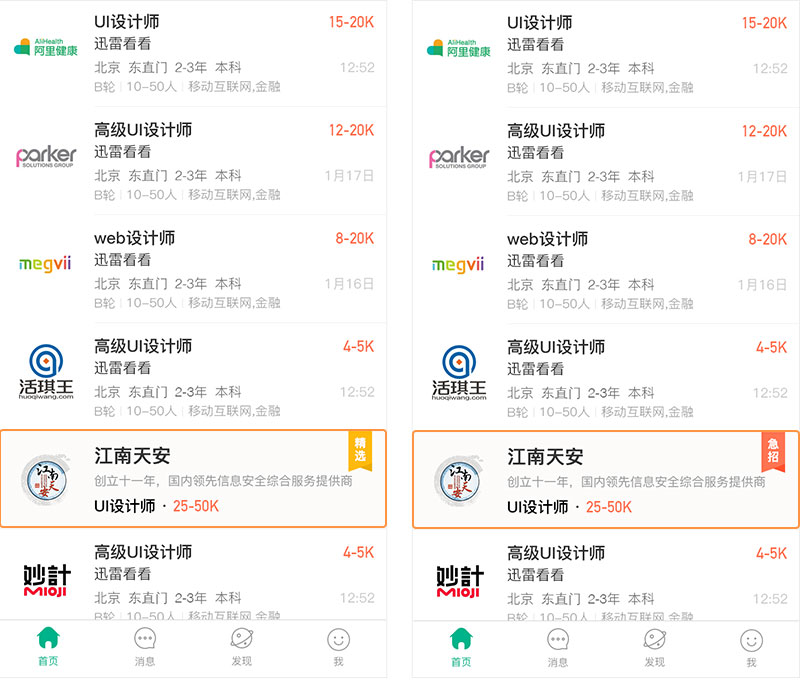 UI设计师 15-20K
AliHealth
阿里健康
迅雷看看
北京 东直门 2-3年 本科 12:52
B轮 10-50人 移动互联网,金融
高级UI设计师 12-20K
parker
SOLUTIONS GROUP
迅雷看看
北京 东直门 2-3年 本科 1月17日
B轮 10-50人 移动互联网,金融
web设计师 8-20K
megvii
迅雷看看
北京 东直门 2-3年 本科 1月16日
B轮 10-50人 移动互联网,金融
高级UI设计师 4-5K
迅雷看看
活琪王
huoqiwang.com
北京 东直门 2-3年 本科 12:52
B轮 10-50人 移动互联网,金融
江南天安
精选
江南天安
创立十一年，国内领先信息安全综合服务提供商
UI设计师 · 25-50K
高级UI设计师 4-5K
妙計
MIOJI
迅雷看看
北京 东直门 2-3年 本科 12:52
B轮 10-50人 移动互联网,金融
首页 消息 发现 我
UI设计师 15-20K
AliHealth
阿里健康
迅雷看看
北京 东直门 2-3年 本科 12:52
B轮 10-50人 移动互联网,金融
高级UI设计师 12-20K
parker
SOLUTIONS GROUP
迅雷看看
北京 东直门 2-3年 本科 1月17日
B轮 10-50人 移动互联网,金融
web设计师 8-20K
megvii
迅雷看看
北京 东直门 2-3年 本科 1月16日
B轮 10-50人 移动互联网,金融
高级UI设计师 4-5K
迅雷看看
活琪王
huoqiwang.com
北京 东直门 2-3年 本科 12:52
B轮 10-50人 移动互联网,金融
江南天安
急招
江南天安
创立十一年，国内领先信息安全综合服务提供商
UI设计师 · 25-50K
高级UI设计师 4-5K
妙計
MIOJI
迅雷看看
北京 东直门 2-3年 本科 12:52
B轮 10-50人 移动互联网,金融
首页 消息 发现 我